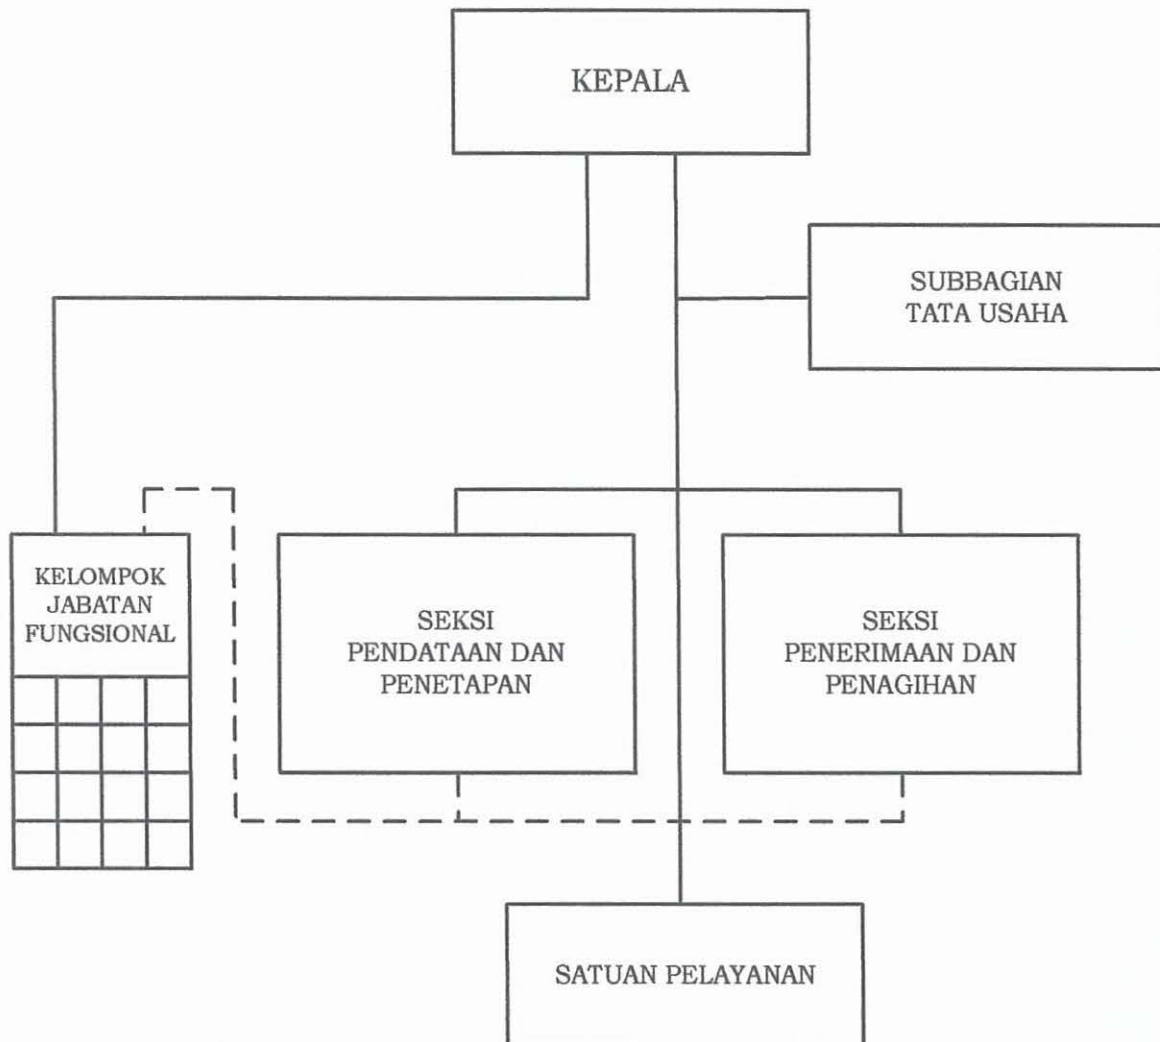 KEPALA
SUBBAGIAN
TATA USAHA
KELOMPOK
JABATAN
FUNGSIONAL
SEKSI
PENDATAAN DAN
PENETAPAN
SEKSI
PENERIMAAN DAN
PENAGIHAN
SATUAN PELAYANAN